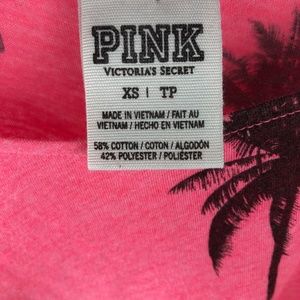 PINK
VICTORIA'S SECRET
XS | TP
MADE IN VIETNAM / FAIT AU
VIETNAM / HECHO EN VIETNAM
58% COTTON / COTON / ALGODÓN
42% POLYESTER / POLIÉSTER